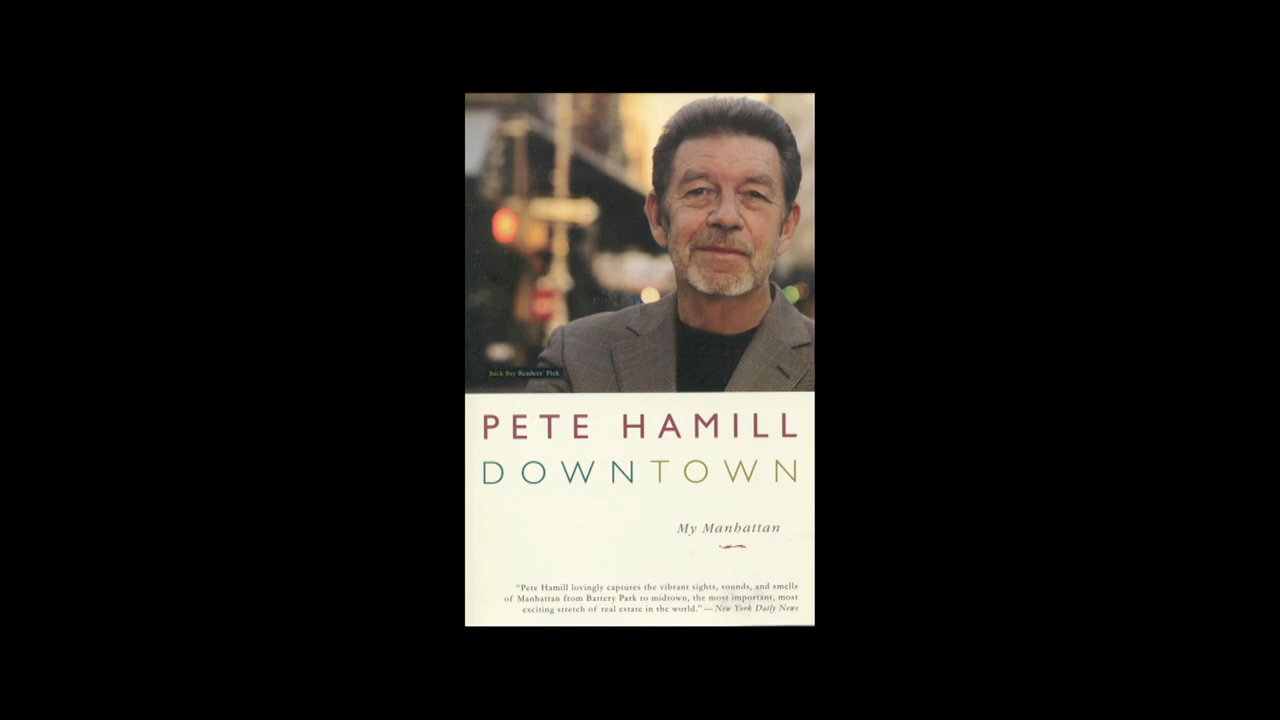 Back Bay Readers' Pick
PETE HAMILL
DOWNTOWN
My Manhattan
"Pete Hamill lovingly captures the vibrant sights, sounds, and smells
of Manhattan from Battery Park to midtown, the most important, most
exciting stretch of real estate in the world." —New York Daily News